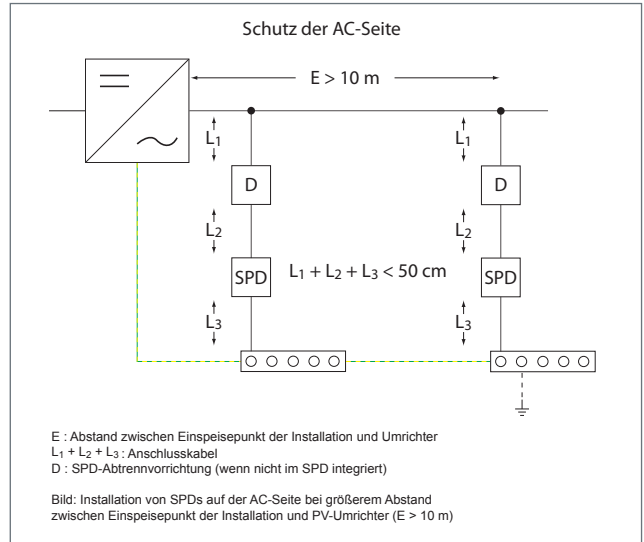 Schutz der AC-Seite
E > 10 m
L1
L1
D
D
L2
L2
SPD
L1 + L2 + L3 < 50 cm
SPD
L3
L3
E : Abstand zwischen Einspeisepunkt der Installation und Umrichter
L1 + L2 + L3 : Anschlusskabel
D : SPD-Abtrennvorrichtung (wenn nicht im SPD integriert)
Bild: Installation von SPDs auf der AC-Seite bei größerem Abstand
zwischen Einspeisepunkt der Installation und PV-Umrichter (E > 10 m)